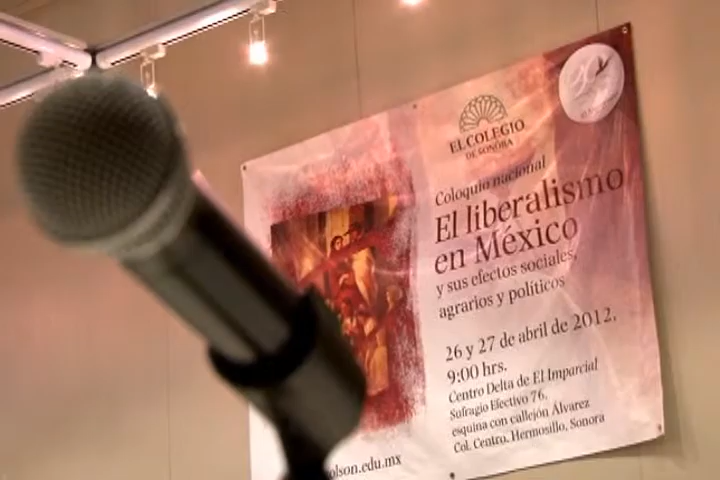 EL COLEGIO
DE SONORA
Coloquio nacional
El liberalismo
en México
y sus efectos sociales,
agrarios y políticos
26 y 27 de abril de 2012,
9:00 hrs.
Centro Delta de El Imparcial
Sufragio Efectivo 76,
esquina con callejón Álvarez
Col. Centro, Hermosillo, Sonora
olson.edu.mx